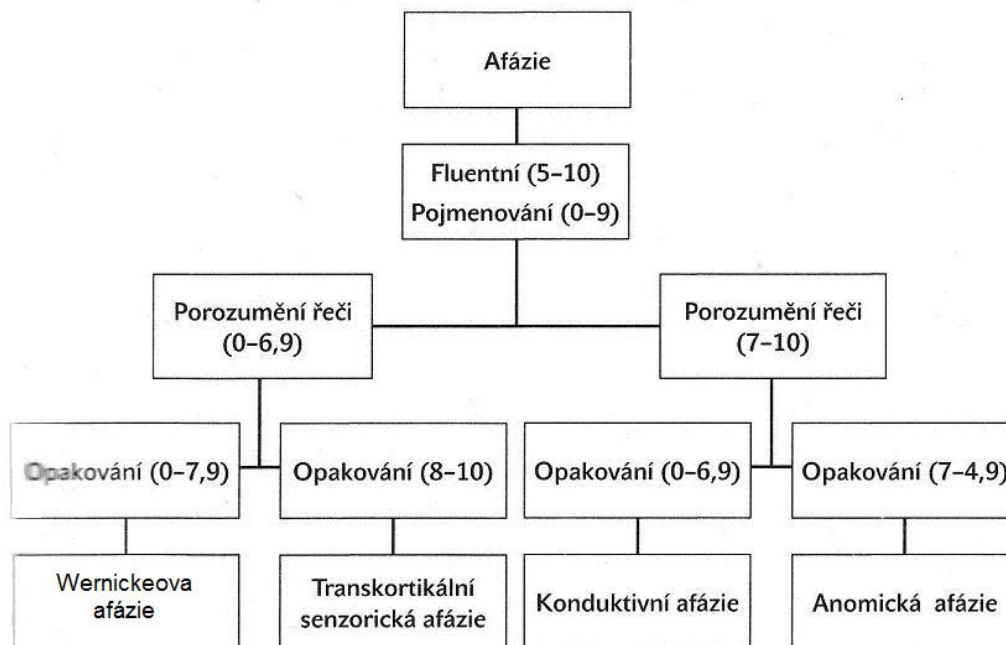 Afázie
Fluentní (5–10)
Pojmenování (0–9)
Porozumění řeči
(0–6,9)
Porozumění řeči
(7–10)
Opakování (0–7,9)
Opakování (8–10)
Opakování (0–6,9)
Opakování (7–4,9)
Wernickeova
afázie
Transkortikální
senzorická afázie
Konduktivní afázie
Anomická afázie